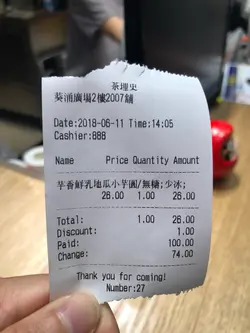 茶理史
葵涌廣場2樓2007舖
Date:2018-06-11 Time:14:05
Cashier:888
Name Price Quantity Amount
芋香鮮乳地瓜小芋圓/無糖;少冰;
26.00 1.00 26.00
Total: 1.00 26.00
Discount: 1.00
Paid: 100.00
Change: 74.00
Thank you for coming!
Number:27